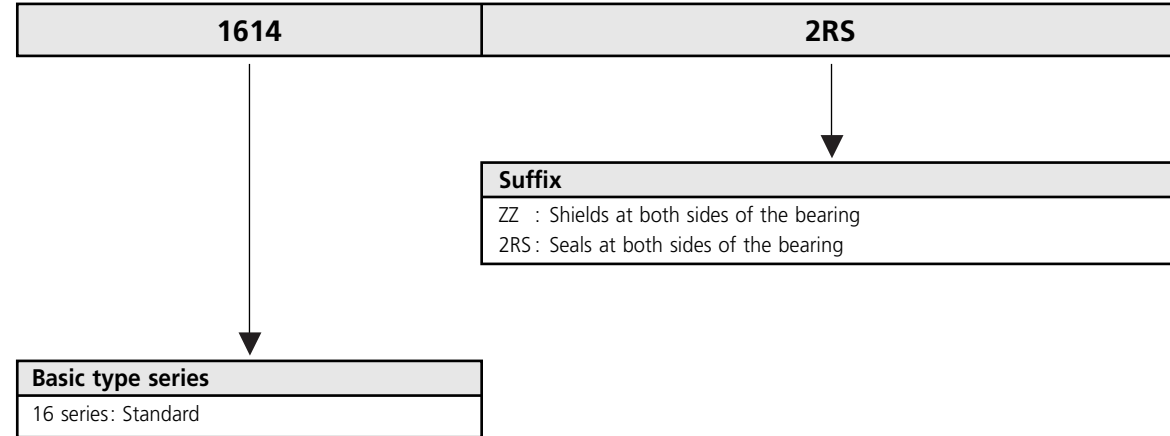 1614 2RS
Suffix
ZZ : Shields at both sides of the bearing
2RS : Seals at both sides of the bearing
Basic type series
16 series: Standard